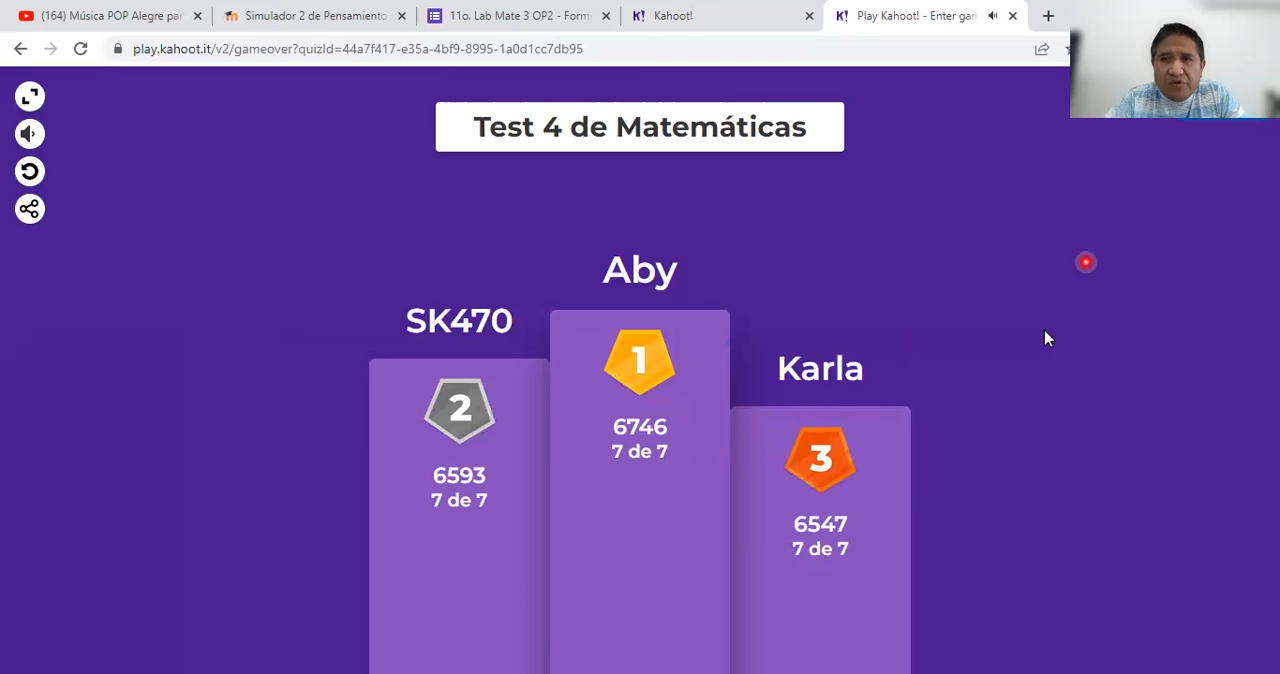 (164) Música POP Alegre par
Simulador 2 de Pensamiento
11o. Lab Mate 3 OP2 - Form
K! Kahoot!
K! Play Kahoot! - Enter gam
play.kahoot.it/v2/gameover?quizId=44a7f417-e35a-4bf9-8995-1a0d1cc7db95
Test 4 de Matemáticas
Aby
SK470
Karla
1
6746
7 de 7
2
6593
7 de 7
3
6547
7 de 7